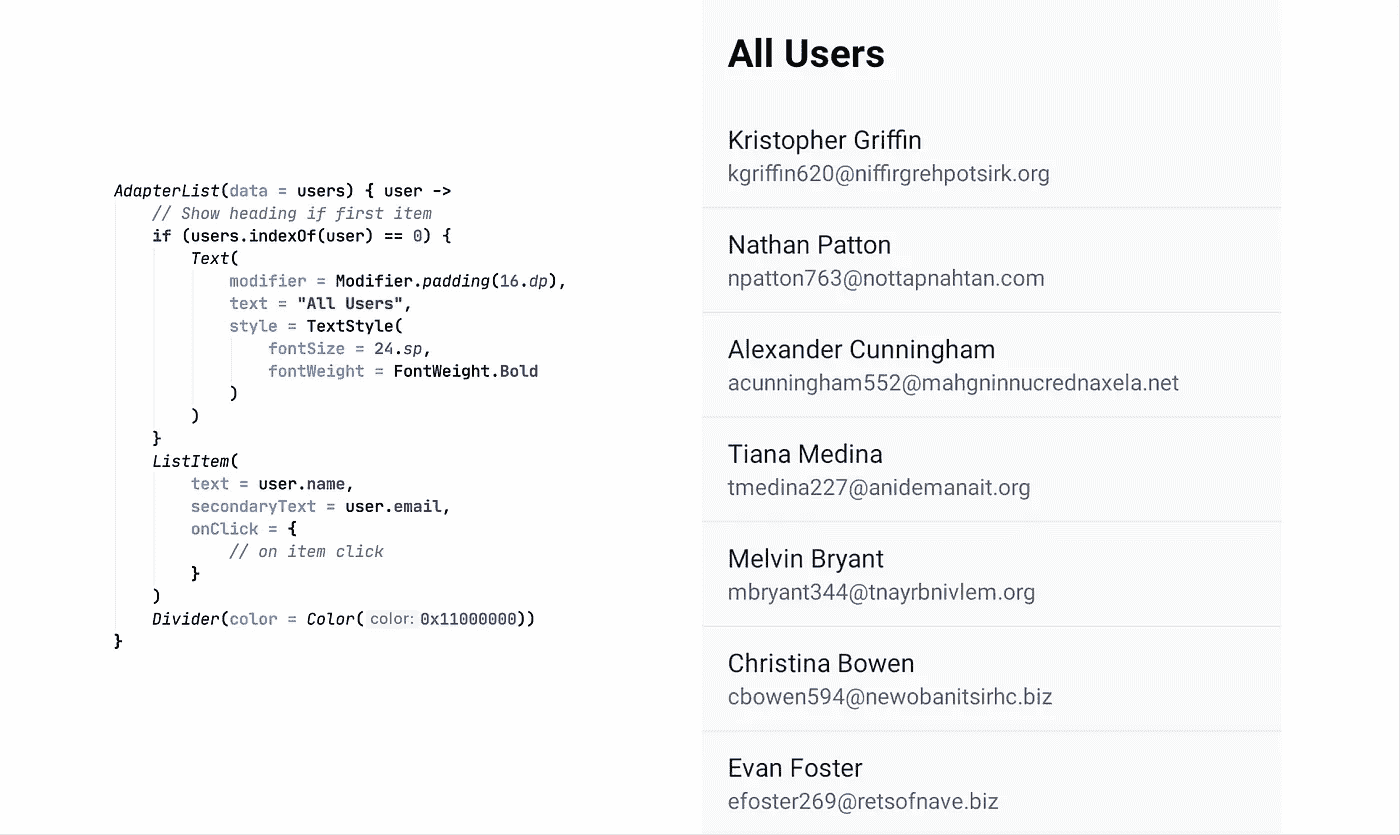 AdapterList(data = users) { user ->
    // Show heading if first item
    if (users.indexOf(user) == 0) {
        Text(
            modifier = Modifier.padding(16.dp),
            text = "All Users",
            style = TextStyle(
                fontSize = 24.sp,
                fontWeight = FontWeight.Bold
            )
        )
    }
    ListItem(
        text = user.name,
        secondaryText = user.email,
        onClick = {
            // on item click
        }
    )
    Divider(color = Color( color: 0x11000000))
}
All Users
Kristopher Griffin
kgriffin620@niffirgrehpotsirk.org
Nathan Patton
npatton763@nottapnahtan.com
Alexander Cunningham
acunningham552@mahgninnucrednaxela.net
Tiana Medina
tmedina227@anidemanait.org
Melvin Bryant
mbryant344@tnayrbnivlem.org
Christina Bowen
cbowen594@newobanitsirhc.biz
Evan Foster
efoster269@retsofnave.biz